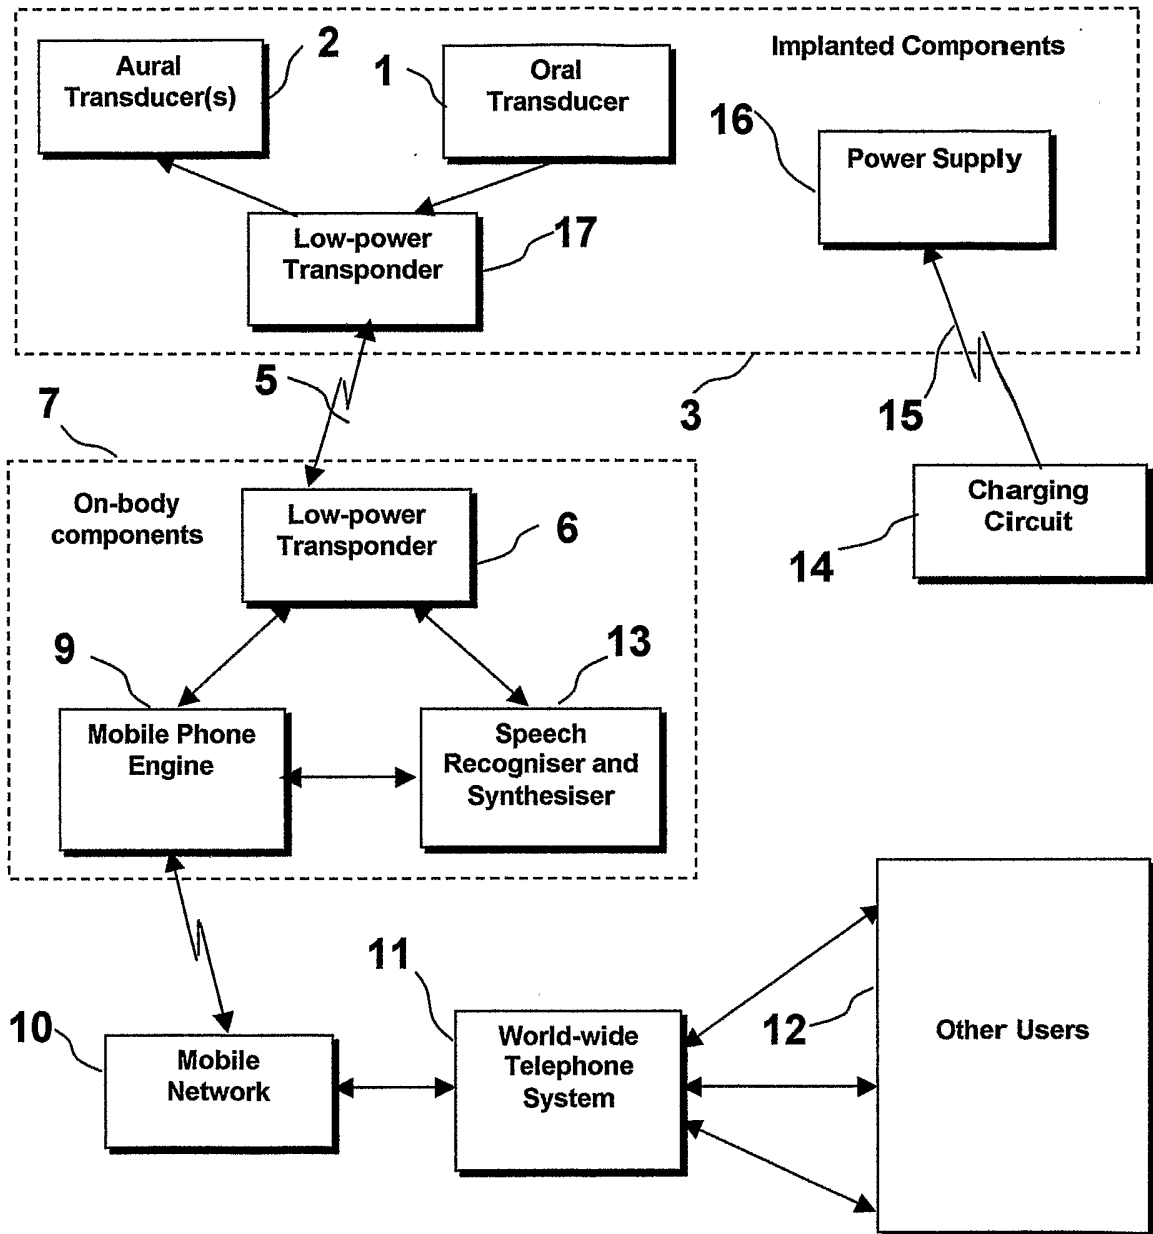 2
1
Implanted Components
Aural
Transducer(s)
Oral
Transducer
16
Power Supply
17
Low-power
Transponder
5
3
15
7
On-body
components
Low-power
Transponder
6
Charging
Circuit
14
9
13
Mobile Phone
Engine
Speech
Recogniser and
Synthesiser
11
10
Mobile
Network
World-wide
Telephone
System
12
Other Users